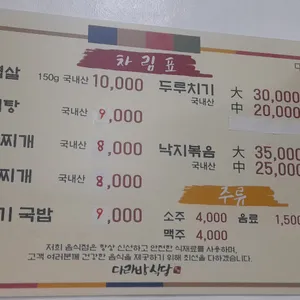 차림표
겹살 150g 국내산 10,000
탕 9,000
찌개 국내산 8,000
찌개 국내산 8,000
기 국밥 9,000
두루치기 국내산 大 30,000
中 20,000
낙지볶음 국내산 大 35,000
中 25,000
주류
소주 4,000 음료 1,500
맥주 4,000
저희 음식점은 항상 신선하고 안전한 식재료를 사용하며,
고객 여러분께 건강한 음식을 제공하기 위해 최선을 다하겠습니다.